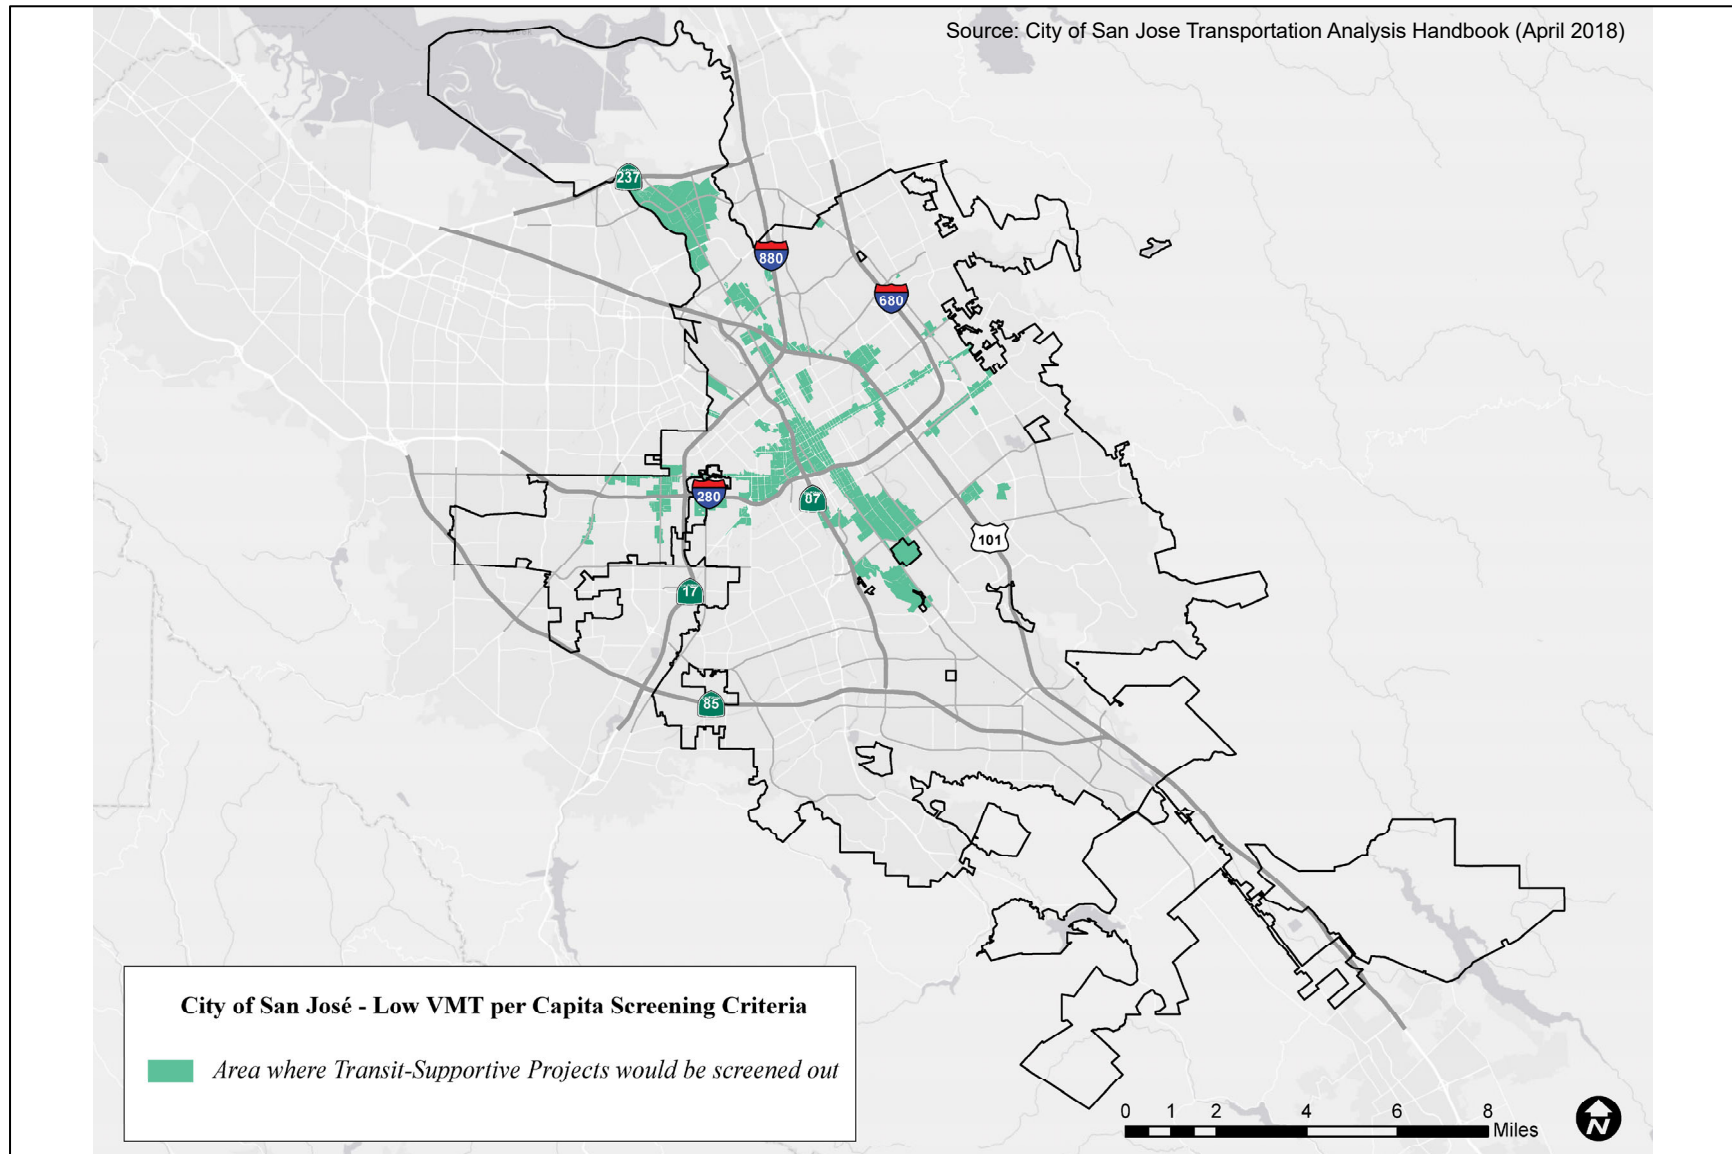 Source: City of San Jose Transportation Analysis Handbook (April 2018)
237
880
680
280
87
101
17
85
City of San José - Low VMT per Capita Screening Criteria
Area where Transit-Supportive Projects would be screened out
0 1 2 4 6 8
Miles
N